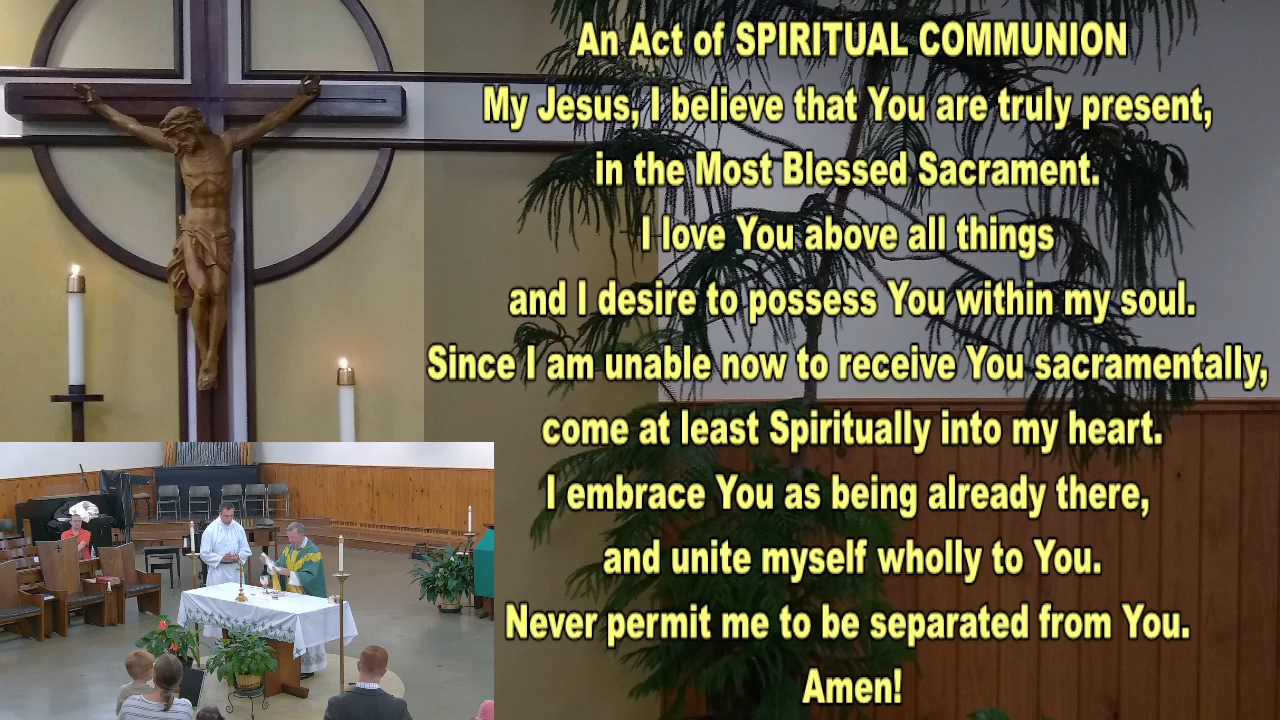 An Act of SPIRITUAL COMMUNION
My Jesus, I believe that You are truly present,
in the Most Blessed Sacrament.
I love You above all things
and I desire to possess You within my soul.
Since I am unable now to receive You sacramentally,
come at least Spiritually into my heart.
I embrace You as being already there,
and unite myself wholly to You.
Never permit me to be separated from You.
Amen!